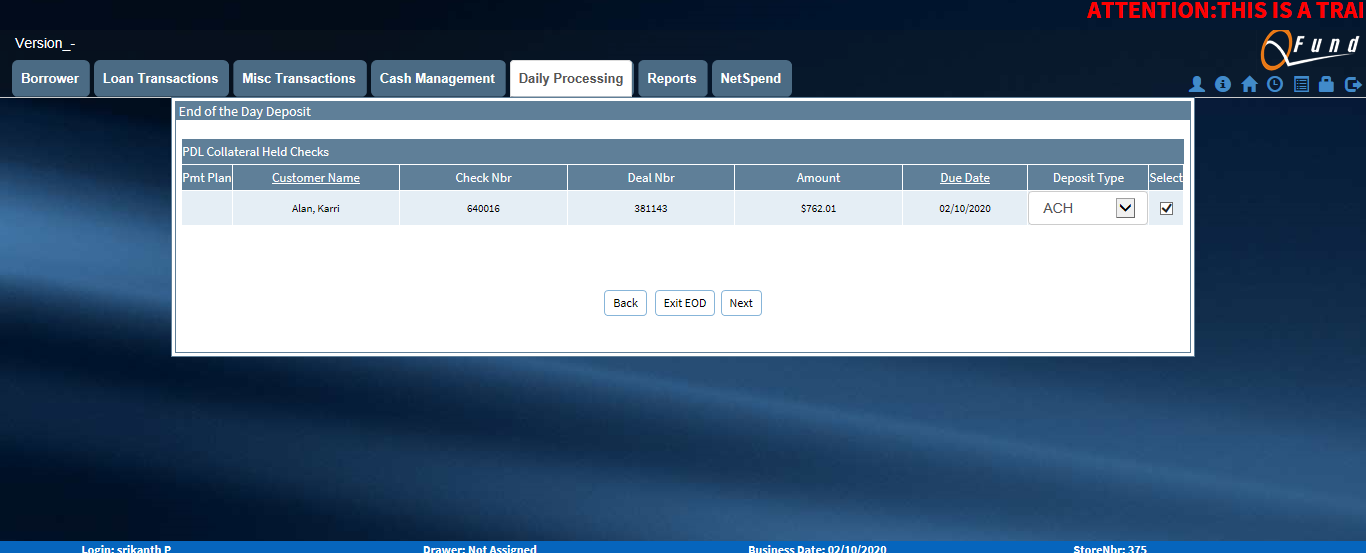 ATTENTION:THIS IS A TRAI
Version_-
QFund
Borrower Loan Transactions Misc Transactions Cash Management Daily Processing Reports NetSpend
End of the Day Deposit
PDL Collateral Held Checks
Pmt Plan Customer Name Check Nbr Deal Nbr Amount Due Date Deposit Type Select
Alan, Karri 640016 381143 $762.01 02/10/2020 ACH
Back Exit EOD Next
Login: srikanth P Drawer: Not Assigned Business Date: 02/10/2020 StoreNbr: 375